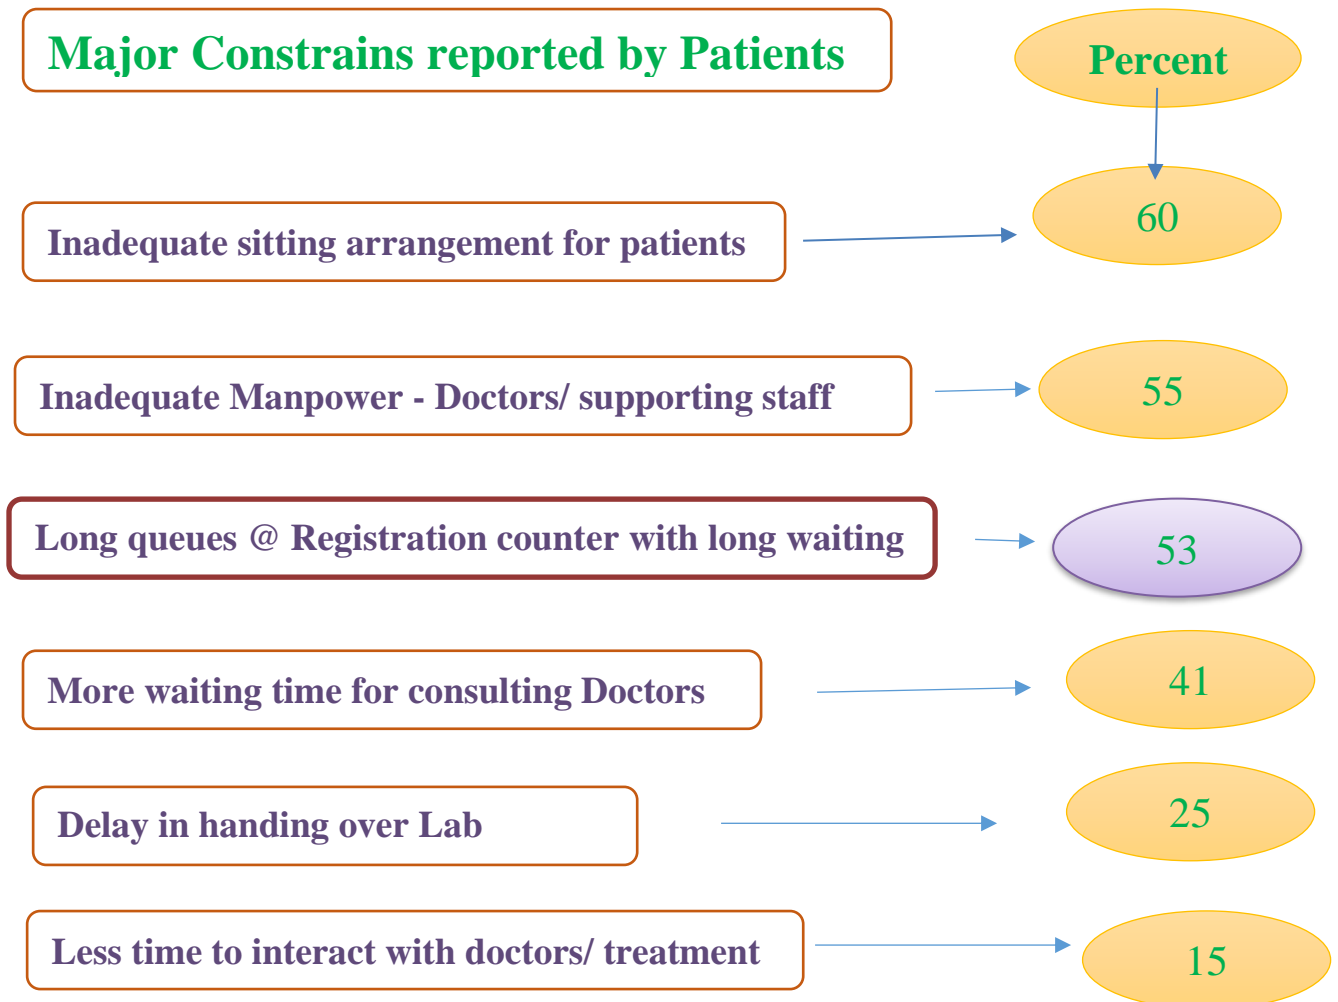 Major Constrains reported by Patients
Percent
Inadequate sitting arrangement for patients
60
Inadequate Manpower - Doctors/ supporting staff
55
Long queues @ Registration counter with long waiting
53
More waiting time for consulting Doctors
41
Delay in handing over Lab
25
Less time to interact with doctors/ treatment
15